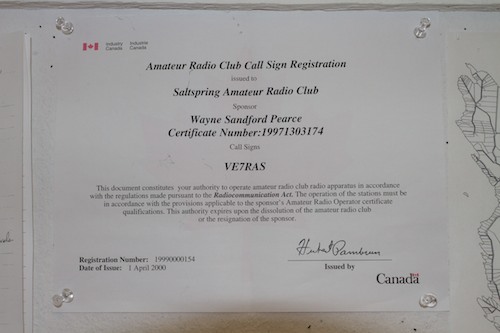 Industry Canada Industrie Canada
Amateur Radio Club Call Sign Registration
issued to
Saltspring Amateur Radio Club
Sponsor
Wayne Sandford Pearce
Certificate Number:19971303174
Call Signs
VE7RAS
This document constitutes your authority to operate amateur radio club radio apparatus in accordance
with the regulations made pursuant to the Radiocommunication Act. The operation of the stations must be
in accordance with the provisions applicable to the sponsor's Amateur Radio Operator certificate
qualifications. This authority expires upon the dissolution of the amateur radio club
or the resignation of the sponsor.
Registration Number: 19990000154
Date of Issue: 1 April 2000
Issued by
Canada